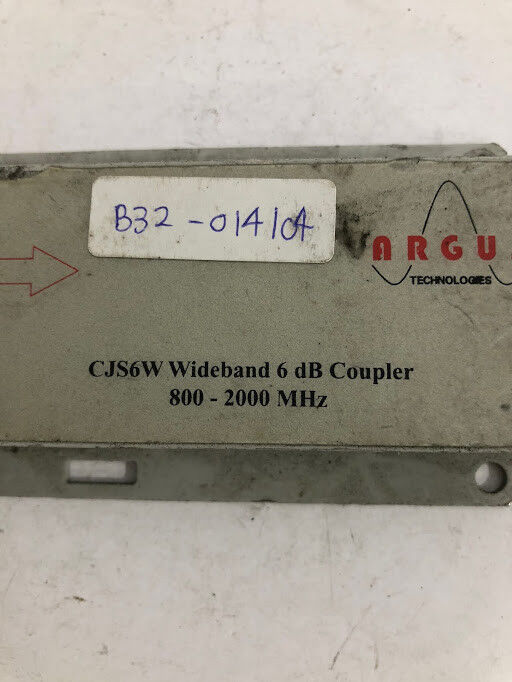 B32-01410A
ARGU
TECHNOLOGIES
CJS6W Wideband 6 dB Coupler
800 - 2000 MHz